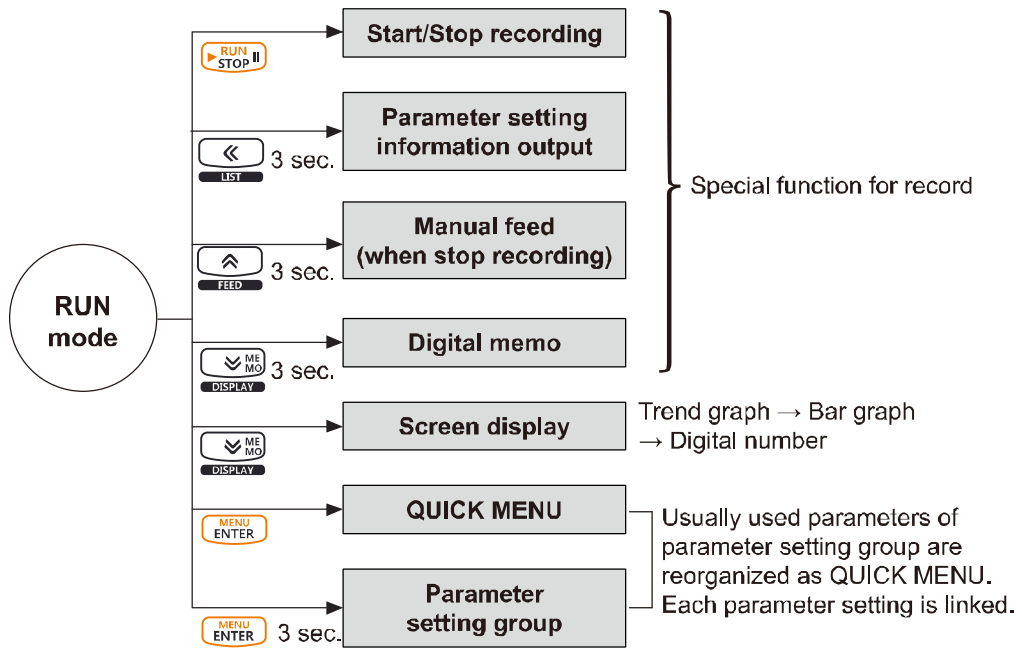 Start/Stop recording
RUN
STOP
Parameter setting
information output
3 sec.
LIST
Special function for record
Manual feed
(when stop recording)
3 sec.
FEED
RUN
mode
Digital memo
ME
MO
3 sec.
DISPLAY
Screen display
Trend graph → Bar graph
→ Digital number
ME
MO
DISPLAY
QUICK MENU
MENU
ENTER
Usually used parameters of
parameter setting group are
reorganized as QUICK MENU.
Each parameter setting is linked.
Parameter
setting group
MENU
ENTER
3 sec.